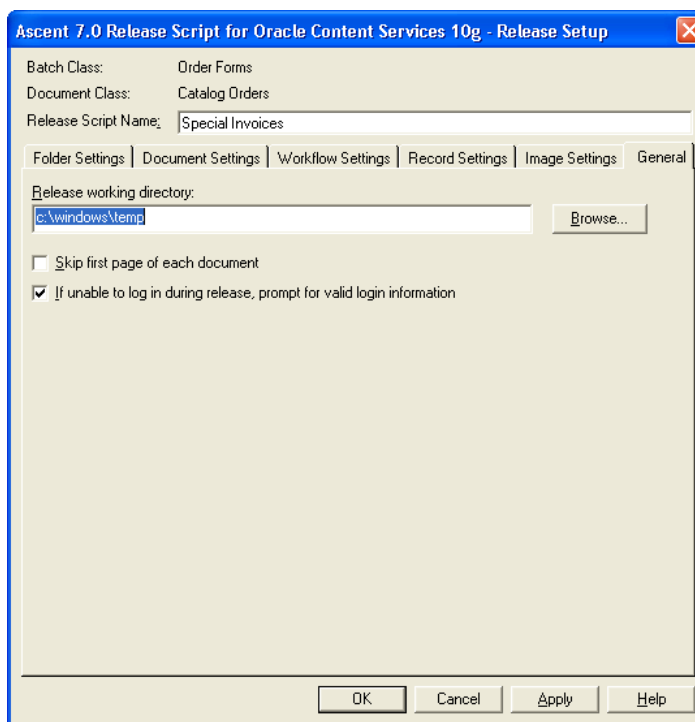 Ascent 7.0 Release Script for Oracle Content Services 10g - Release Setup
Batch Class: Order Forms
Document Class: Catalog Orders
Release Script Name: Special Invoices
Folder Settings Document Settings Workflow Settings Record Settings Image Settings General
Release working directory:
c:\windows\temp Browse...
Skip first page of each document
If unable to log in during release, prompt for valid login information
OK Cancel Apply Help